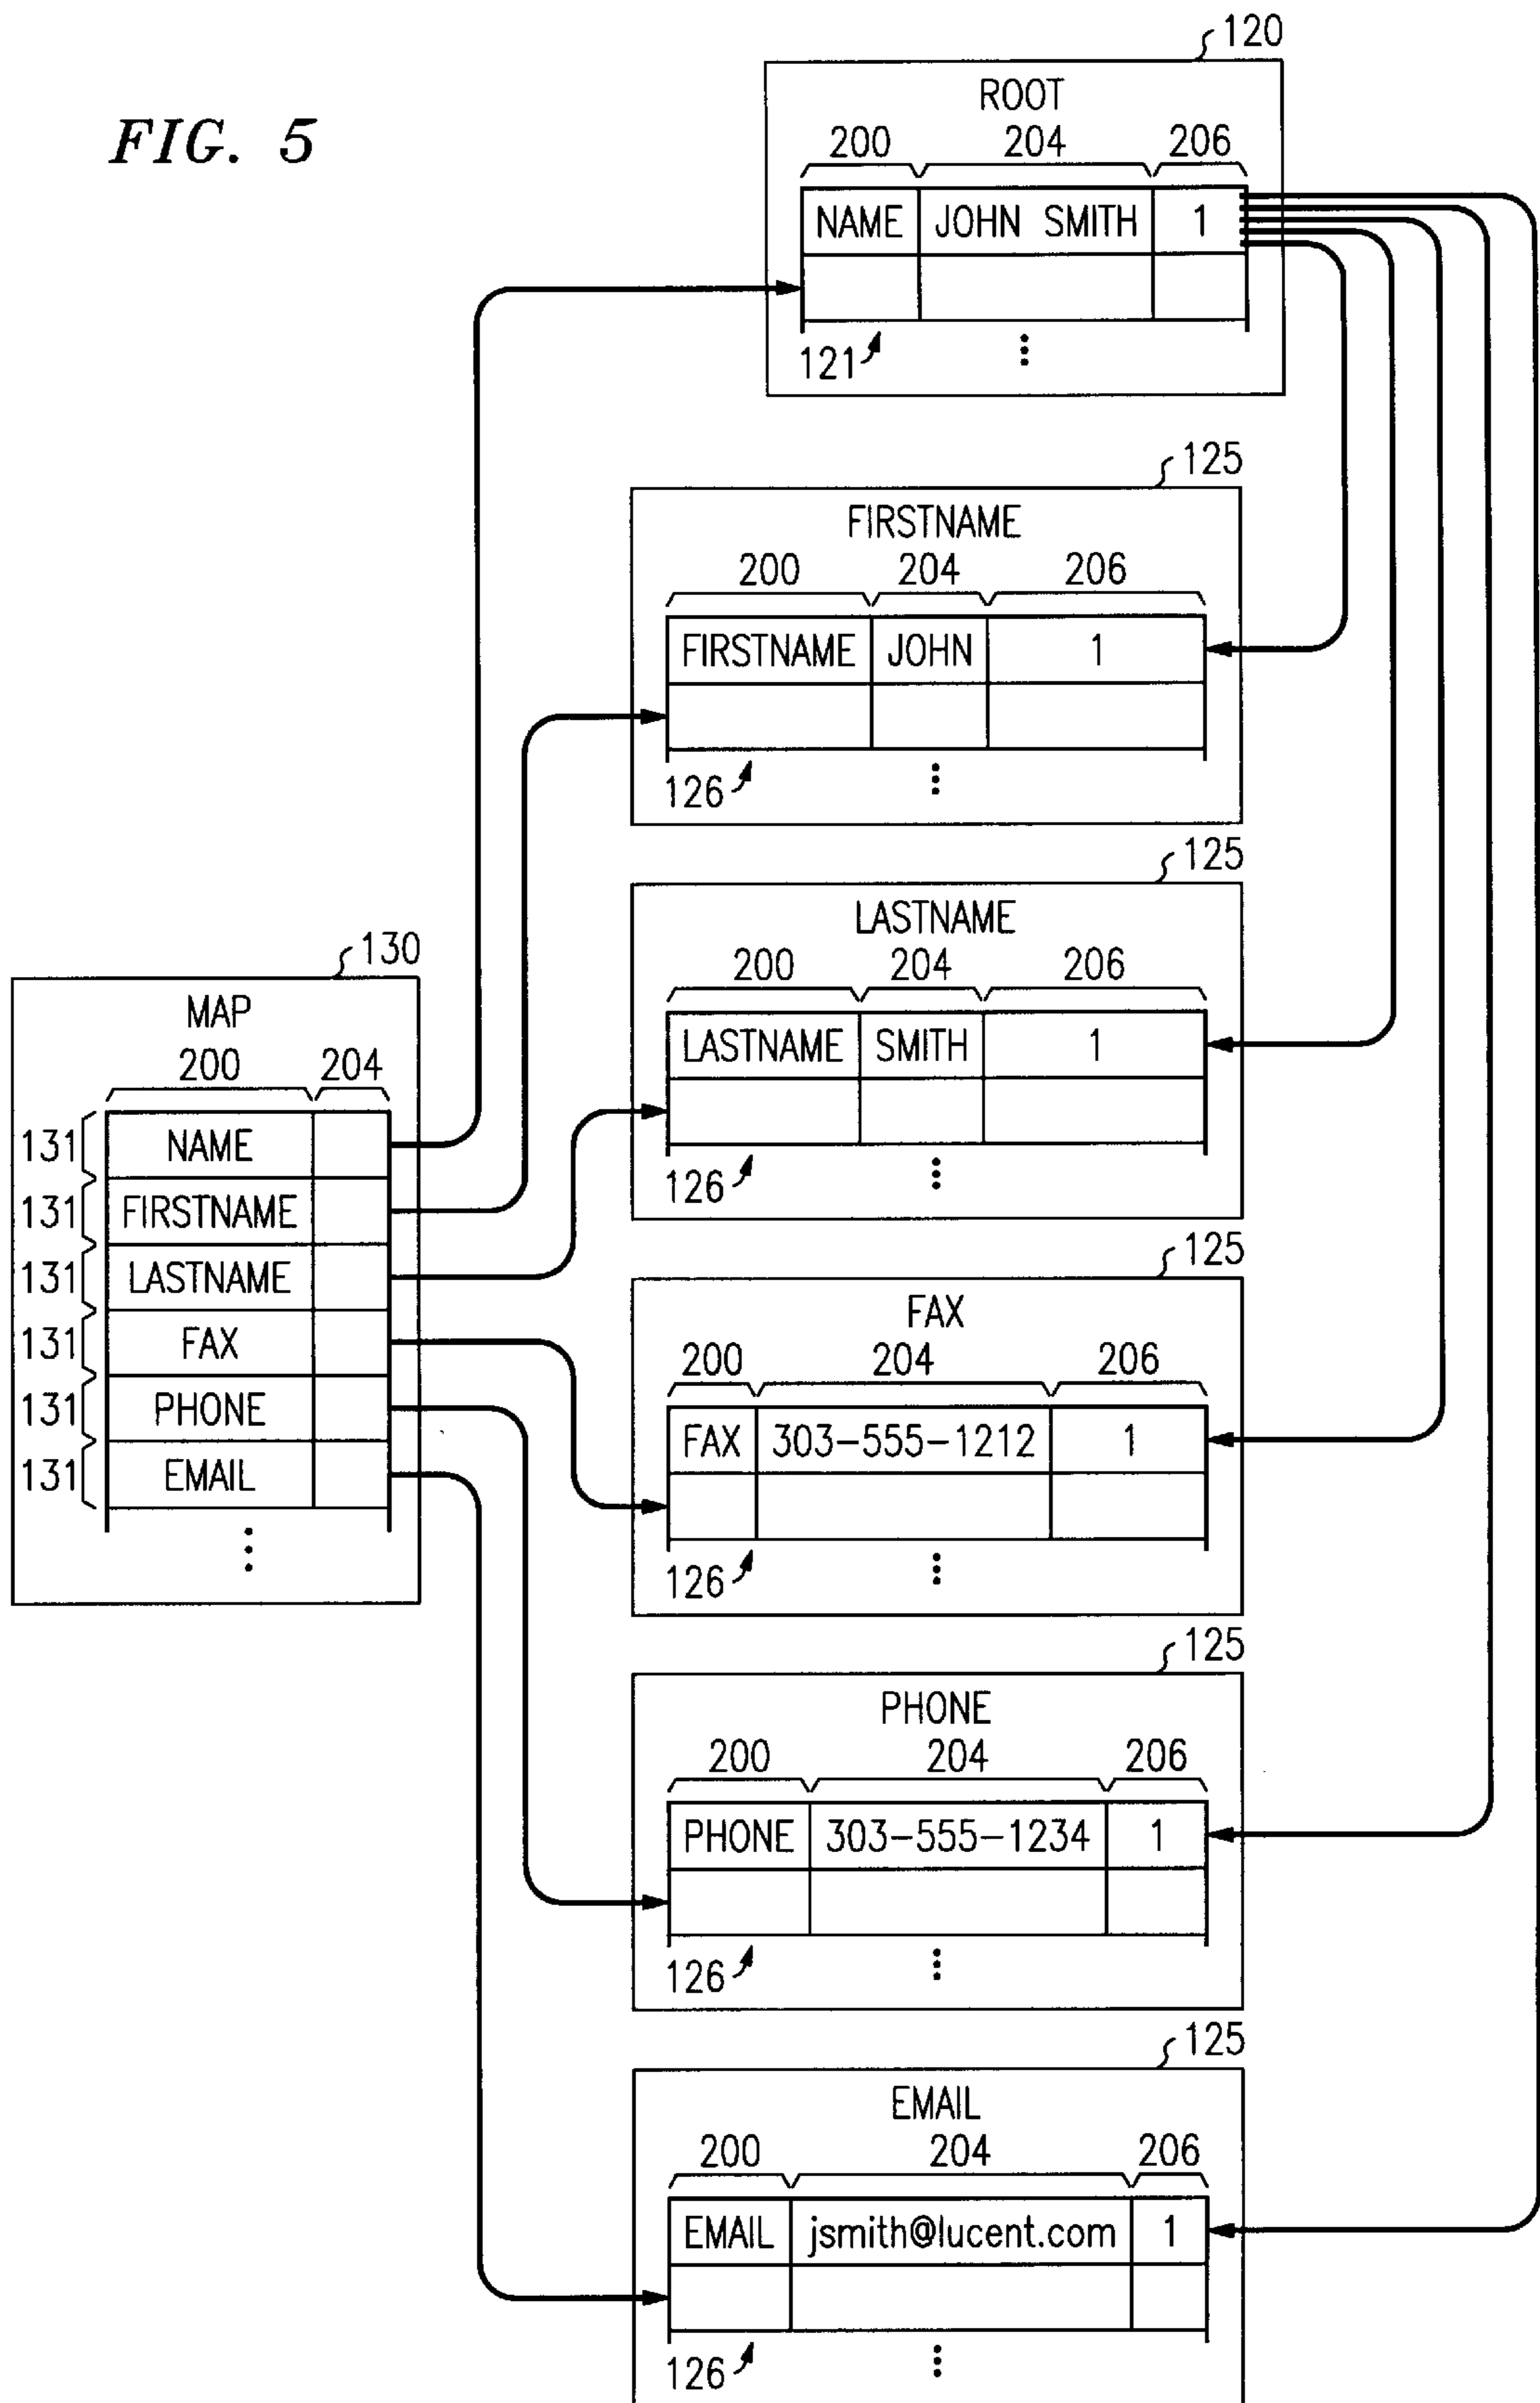 FIG. 5
120
ROOT
200 204 206
NAME JOHN SMITH 1
121
125
FIRSTNAME
200 204 206
FIRSTNAME JOHN 1
126
125
LASTNAME
200 204 206
LASTNAME SMITH 1
126
130
MAP
200 204
131 NAME
131 FIRSTNAME
131 LASTNAME
131 FAX
131 PHONE
131 EMAIL
125
FAX
200 204 206
FAX 303-555-1212 1
126
125
PHONE
200 204 206
PHONE 303-555-1234 1
126
125
EMAIL
200 204 206
EMAIL jsmith@lucent.com 1
126